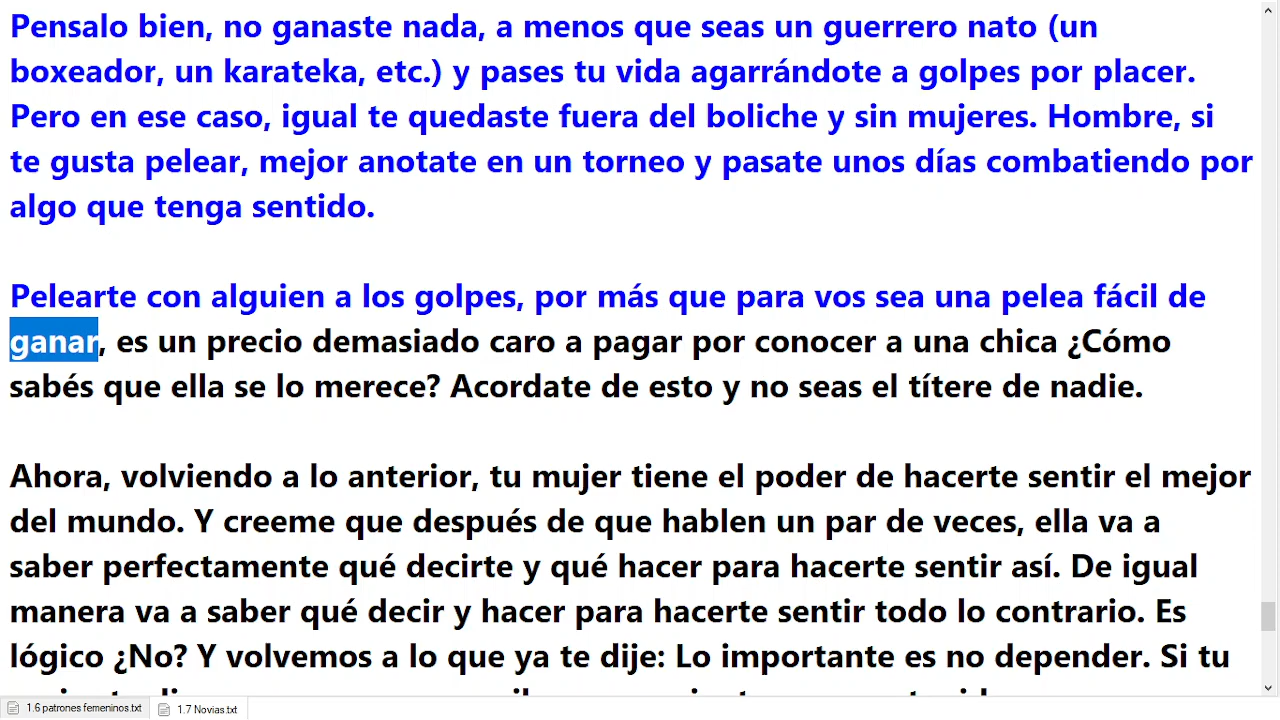 Pensalo bien, no ganaste nada, a menos que seas un guerrero nato (un
boxeador, un karateka, etc.) y pases tu vida agarrándote a golpes por placer.
Pero en ese caso, igual te quedaste fuera del boliche y sin mujeres. Hombre, si
te gusta pelear, mejor anotate en un torneo y pasate unos días combatiendo por
algo que tenga sentido.
Pelearte con alguien a los golpes, por más que para vos sea una pelea fácil de
ganar, es un precio demasiado caro a pagar por conocer a una chica ¿Cómo
sabés que ella se lo merece? Acordate de esto y no seas el títere de nadie.
Ahora, volviendo a lo anterior, tu mujer tiene el poder de hacerte sentir el mejor
del mundo. Y creeme que después de que hablen un par de veces, ella va a
saber perfectamente qué decirte y qué hacer para hacerte sentir así. De igual
manera va a saber qué decir y hacer para hacerte sentir todo lo contrario. Es
lógico ¿No? Y volvemos a lo que ya te dije: Lo importante es no depender. Si tu
1.6 patrones femeninos.txt 1.7 Novias.txt